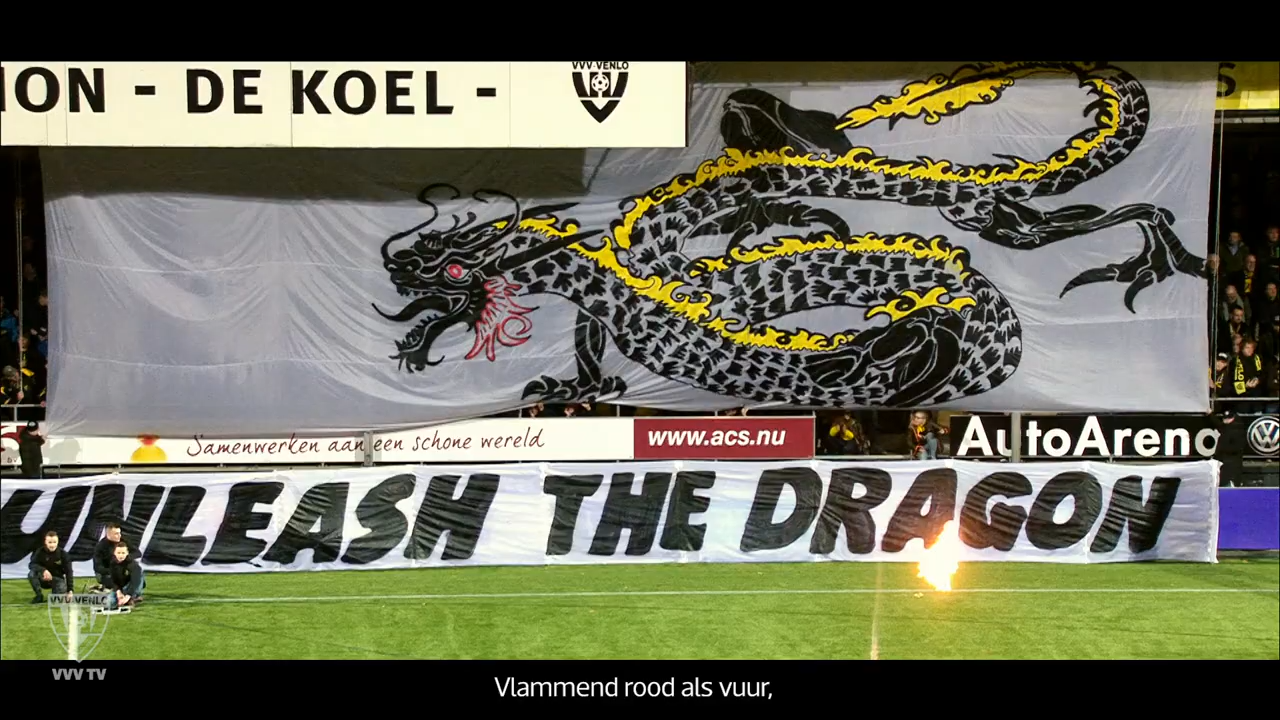 ION - DE KOEL -
VVV-VENLO
Samenwerken aan een schone wereld
www.acs.nu
AutoArena
UNLEASH THE DRAGON
VVV-VENLO
VVV TV
Vlammend rood als vuur,